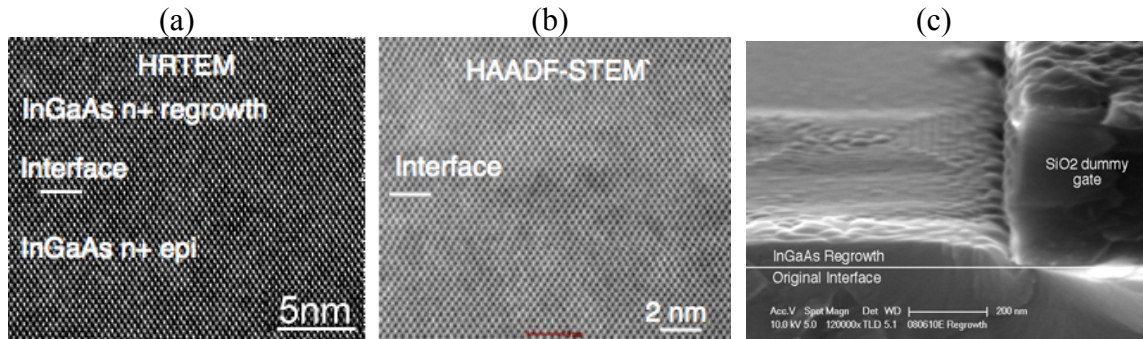 (a)
(b)
(c)
HRTEM
InGaAs n+ regrowth
Interface
InGaAs n+ epi
5nm
HAADF-STEM
Interface
2 nm
SiO2 dummy
gate
InGaAs Regrowth
Original Interface
Acc.V Spot Magn Det WD 200 nm
10.0 kV 5.0 120000x TLD 5.1 080610E Regrowth